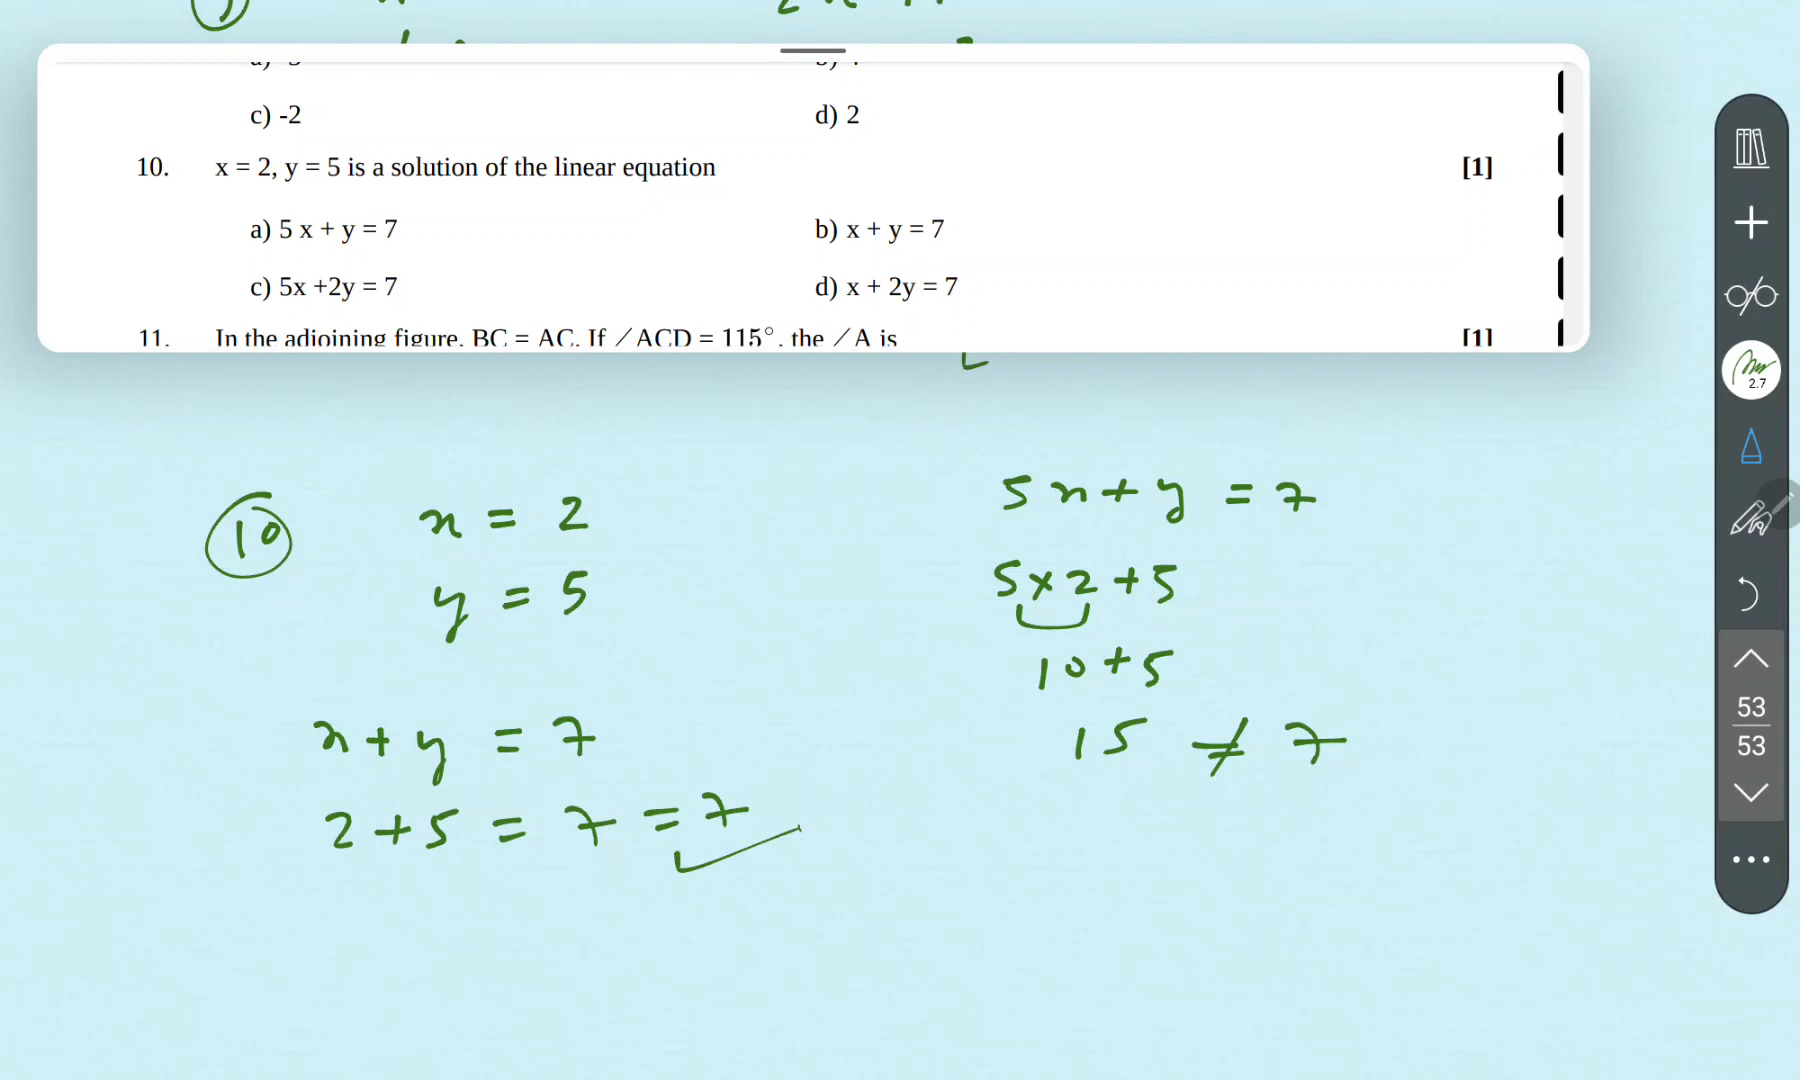 c) -2
d) 2
10. x = 2, y = 5 is a solution of the linear equation [1]
a) 5 x + y = 7
b) x + y = 7
c) 5x +2y = 7
d) x + 2y = 7
11. In the adjoining figure, BC = AC. If ∠ACD = 115°, the ∠A is [1]
10
x = 2
y = 5
x + y = 7
2 + 5 = 7 = 7
5x + y = 7
5 × 2 + 5
10 + 5
15 ≠ 7
2.7
53
53